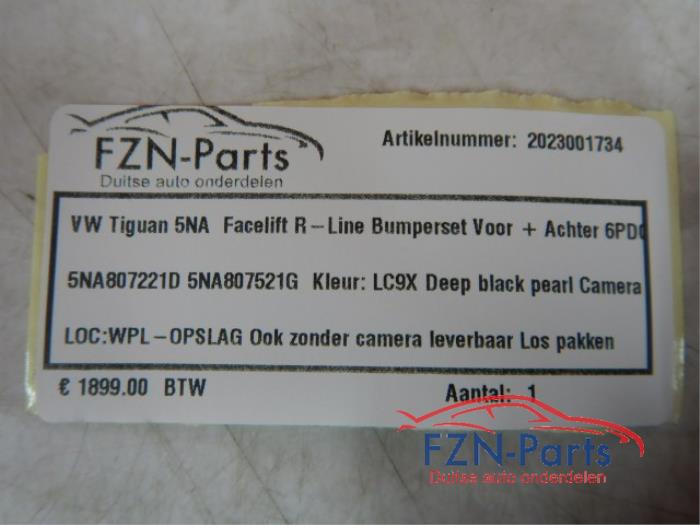 FZN-Parts
Duitse auto onderdelen
Artikelnummer: 2023001734
VW Tiguan 5NA Facelift R-Line Bumperset Voor + Achter 6PDC
5NA807221D 5NA807521G Kleur: LC9X Deep black pearl Camera
LOC:WPL-OPSLAG Ook zonder camera leverbaar Los pakken
€ 1899.00 BTW
Aantal: 1
FZN-Parts
Duitse auto onderdelen